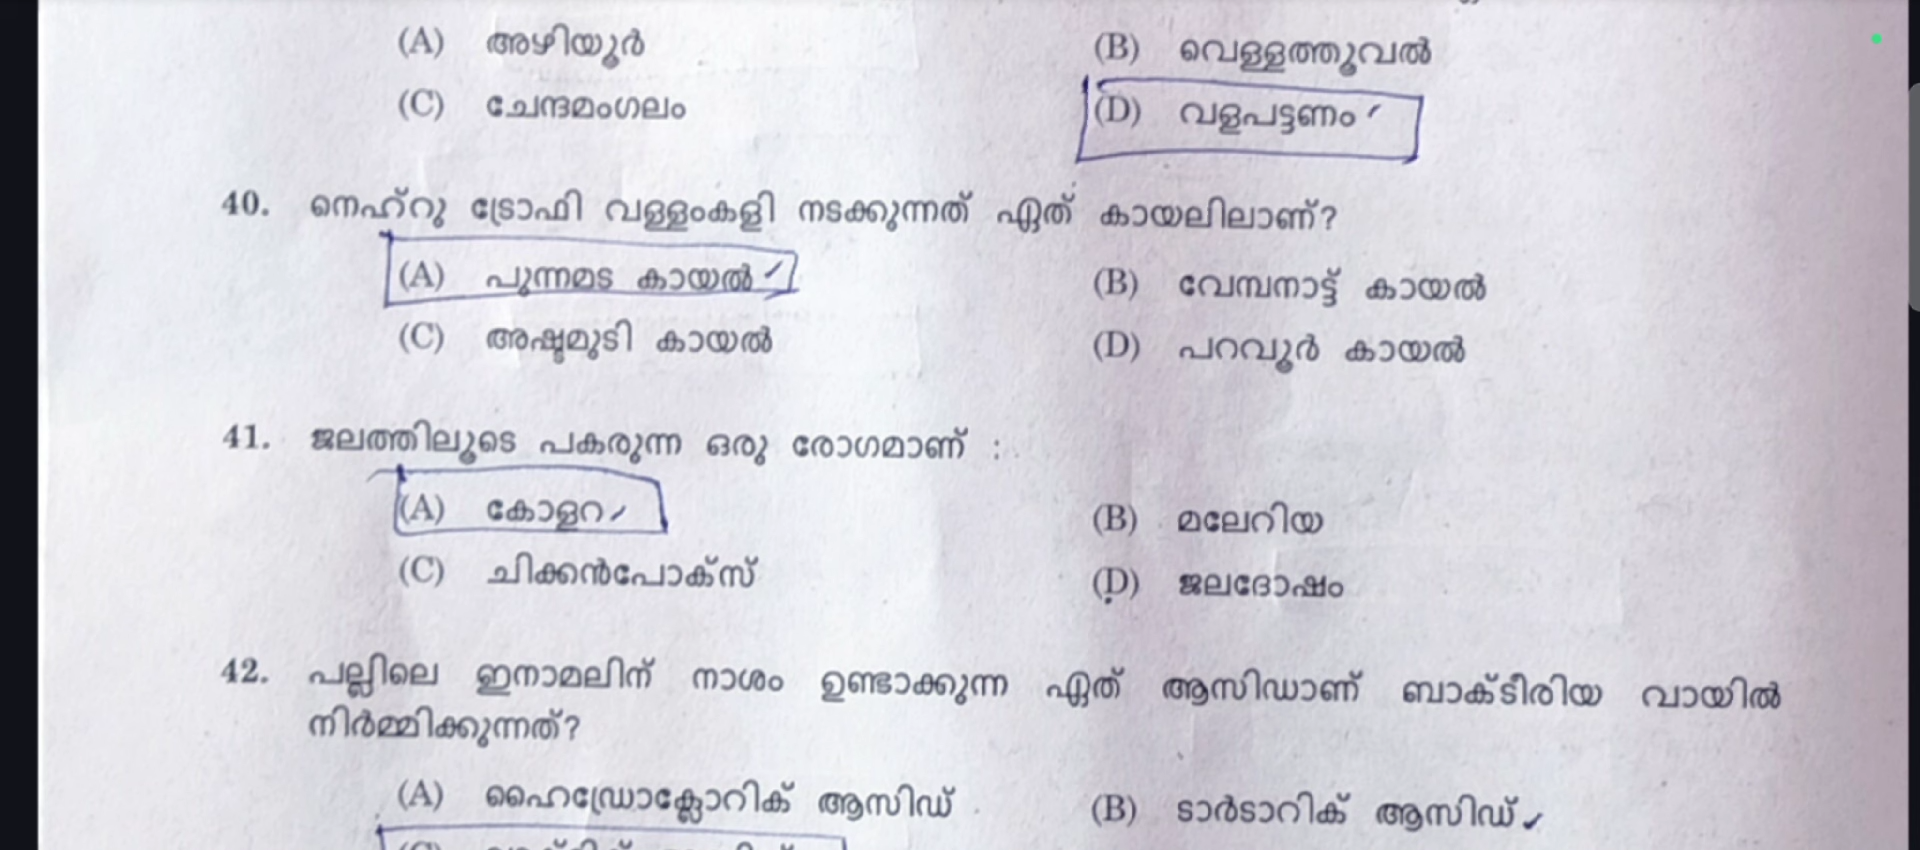 (A) അഴിയൂർ (B) വെള്ളത്തൂവൽ
(C) ചേന്ദമംഗലം (D) വളപട്ടണം
40. നെഹ്റു ട്രോഫി വള്ളംകളി നടക്കുന്നത് ഏത് കായലിലാണ്?
(A) പുന്നമട കായൽ (B) വേമ്പനാട്ട് കായൽ
(C) അഷ്ടമുടി കായൽ (D) പറവൂർ കായൽ
41. ജലത്തിലൂടെ പകരുന്ന ഒരു രോഗമാണ് :
(A) കോളറ (B) മലേറിയ
(C) ചിക്കൻപോക്സ് (D) ജലദോഷം
42. പല്ലിലെ ഇനാമലിന് നാശം ഉണ്ടാക്കുന്ന ഏത് ആസിഡാണ് ബാക്ടീരിയ വായിൽ
നിർമ്മിക്കുന്നത്?
(A) ഹൈഡ്രോക്ലോറിക് ആസിഡ് (B) ടാർടാറിക് ആസിഡ്